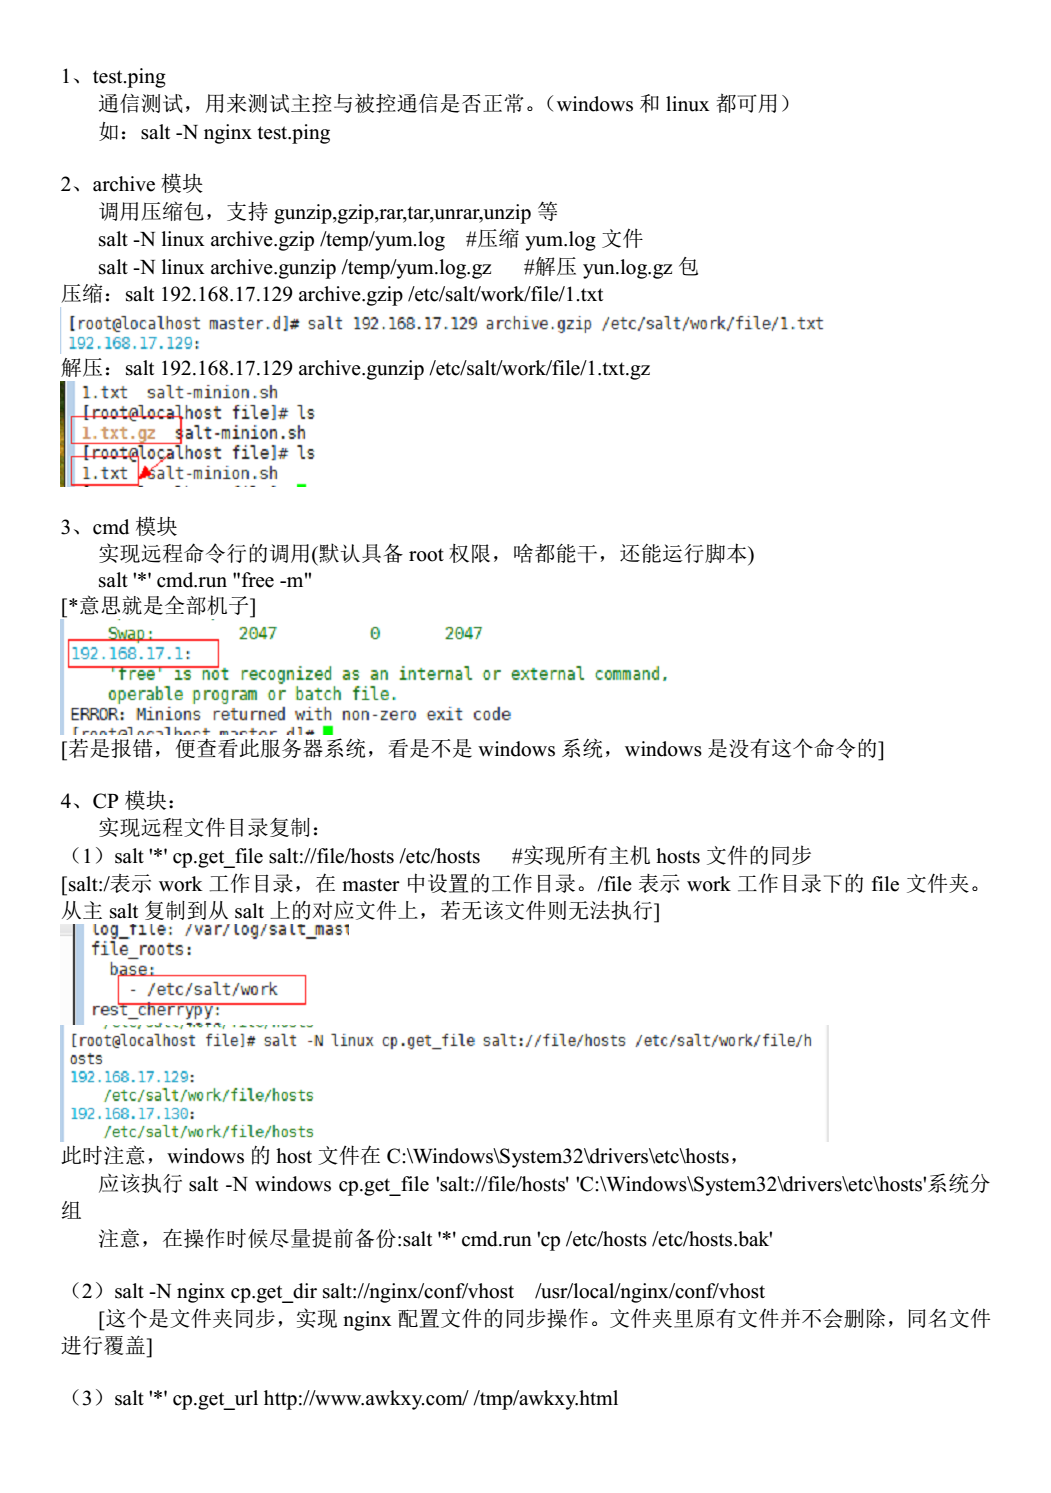 1、test.ping
通信测试，用来测试主控与被控通信是否正常。（windows 和 linux 都可用）
如：salt -N nginx test.ping
2、archive 模块
调用压缩包，支持 gunzip,gzip,rar,tar,unrar,unzip 等
salt -N linux archive.gzip /temp/yum.log #压缩 yum.log 文件
salt -N linux archive.gunzip /temp/yum.log.gz #解压 yun.log.gz 包
压缩：salt 192.168.17.129 archive.gzip /etc/salt/work/file/1.txt
[root@localhost master.d]# salt 192.168.17.129 archive.gzip /etc/salt/work/file/1.txt
192.168.17.129:
解压：salt 192.168.17.129 archive.gunzip /etc/salt/work/file/1.txt.gz
1.txt salt-minion.sh
[root@localhost file]# ls
1.txt.gz salt-minion.sh
[root@localhost file]# ls
1.txt salt-minion.sh
3、cmd 模块
实现远程命令行的调用(默认具备 root 权限，啥都能干，还能运行脚本)
salt '*' cmd.run "free -m"
[*意思就是全部机子]
Swap: 2047 0 2047
192.168.17.1:
'free' is not recognized as an internal or external command,
operable program or batch file.
ERROR: Minions returned with non-zero exit code
[root@localhost master.d]#
[若是报错，便查看此服务器系统，看是不是 windows 系统，windows 是没有这个命令的]
4、CP 模块：
实现远程文件目录复制：
（1）salt '*' cp.get_file salt://file/hosts /etc/hosts #实现所有主机 hosts 文件的同步
[salt:/表示 work 工作目录，在 master 中设置的工作目录。/file 表示 work 工作目录下的 file 文件夹。
从主 salt 复制到从 salt 上的对应文件上，若无该文件则无法执行]
log_file: /var/log/salt_mast
file_roots:
base:
- /etc/salt/work
rest_cherrypy:
[root@localhost file]# salt -N linux cp.get_file salt://file/hosts /etc/salt/work/file/h
osts
192.168.17.129:
/etc/salt/work/file/hosts
192.168.17.130:
/etc/salt/work/file/hosts
此时注意，windows 的 host 文件在 C:\Windows\System32\drivers\etc\hosts，
应该执行 salt -N windows cp.get_file 'salt://file/hosts' 'C:\Windows\System32\drivers\etc\hosts'系统分
组
注意，在操作时候尽量提前备份:salt '*' cmd.run 'cp /etc/hosts /etc/hosts.bak'
（2）salt -N nginx cp.get_dir salt://nginx/conf/vhost /usr/local/nginx/conf/vhost
[这个是文件夹同步，实现 nginx 配置文件的同步操作。文件夹里原有文件并不会删除，同名文件
进行覆盖]
（3）salt '*' cp.get_url http://www.awkxy.com/ /tmp/awkxy.html